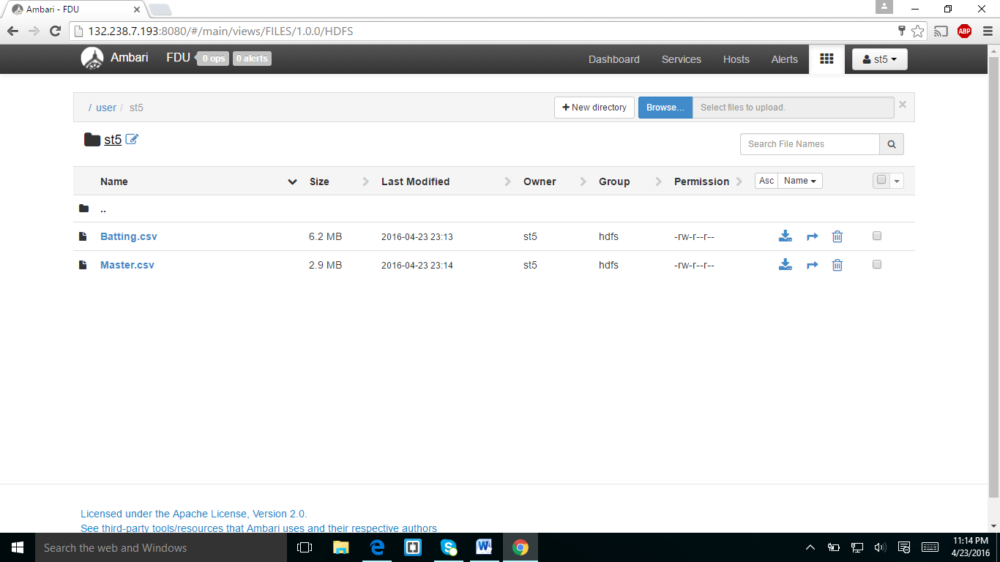 Ambari - FDU
132.238.7.193:8080/#/main/views/FILES/1.0.0/HDFS
ABP
Ambari FDU 0 ops 0 alerts Dashboard Services Hosts Alerts st5
/ user / st5 New directory Browse... Select files to upload. ×
st5 Search File Names
Name Size Last Modified Owner Group Permission Asc Name
..
Batting.csv 6.2 MB 2016-04-23 23:13 st5 hdfs -rw-r--r--
Master.csv 2.9 MB 2016-04-23 23:14 st5 hdfs -rw-r--r--
Licensed under the Apache License, Version 2.0.
See third-party tools/resources that Ambari uses and their respective authors
Search the web and Windows
11:14 PM
4/23/2016